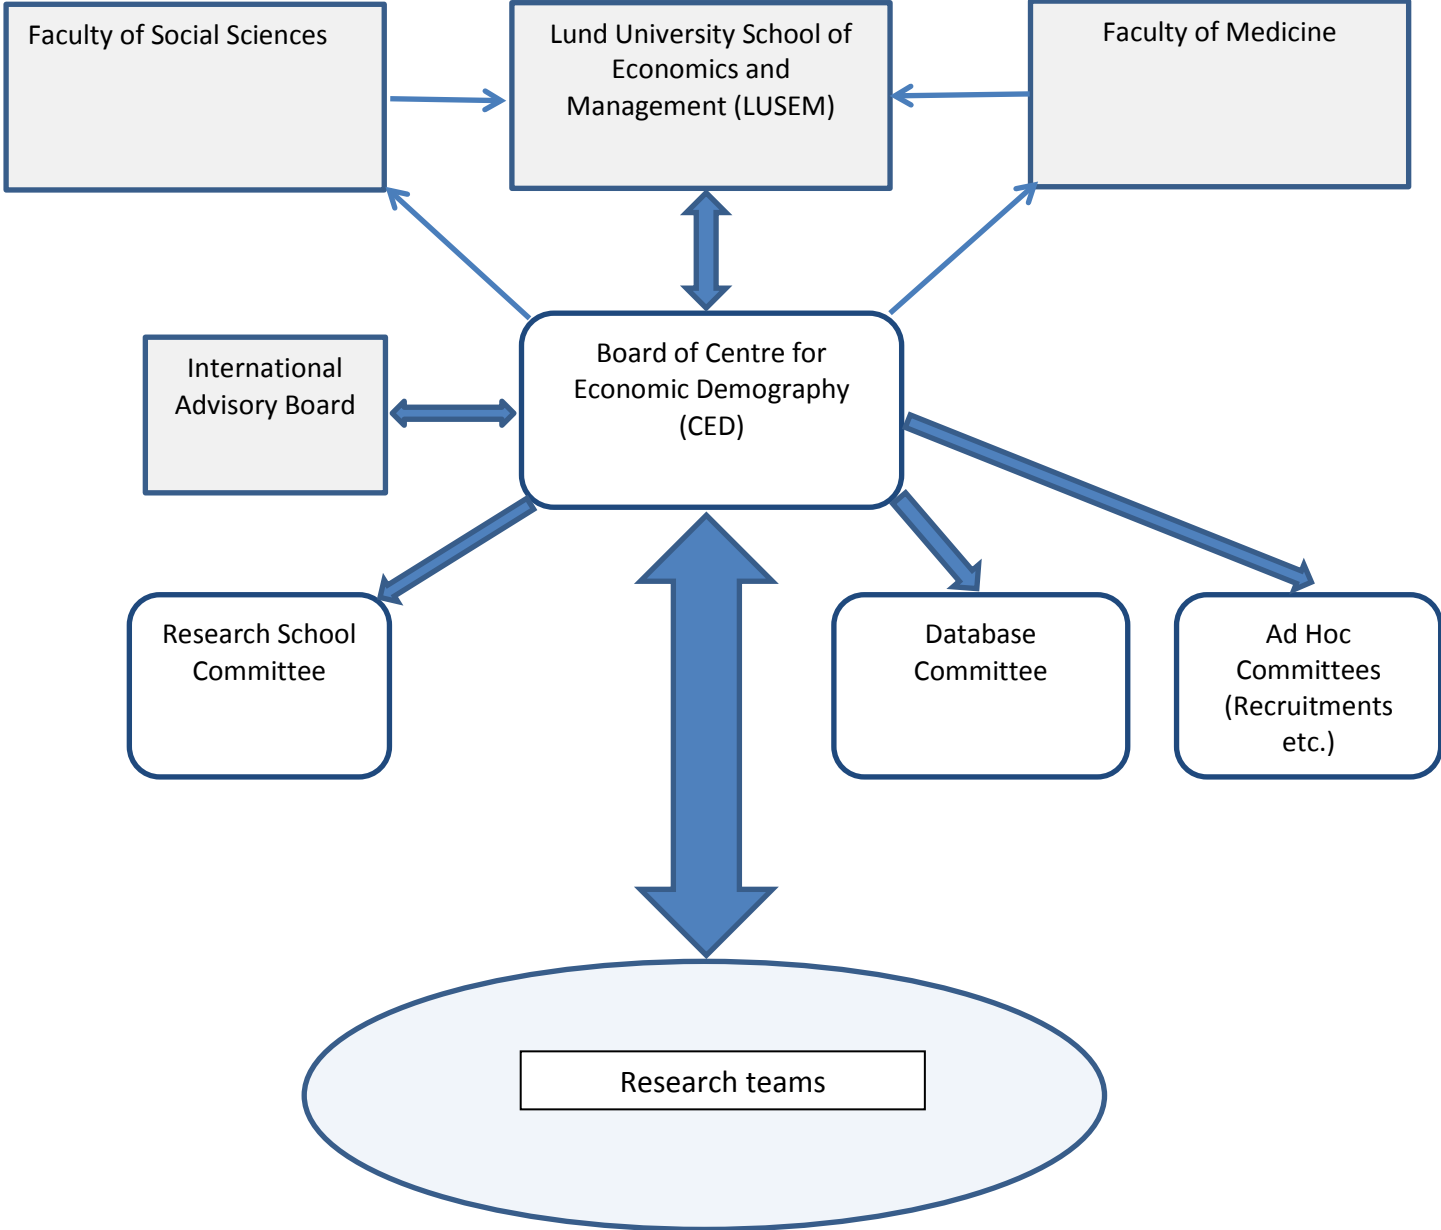 Faculty of Social Sciences
Lund University School of
Economics and
Management (LUSEM)
Faculty of Medicine
International
Advisory Board
Board of Centre for
Economic Demography
(CED)
Research School
Committee
Database
Committee
Ad Hoc
Committees
(Recruitments
etc.)
Research teams